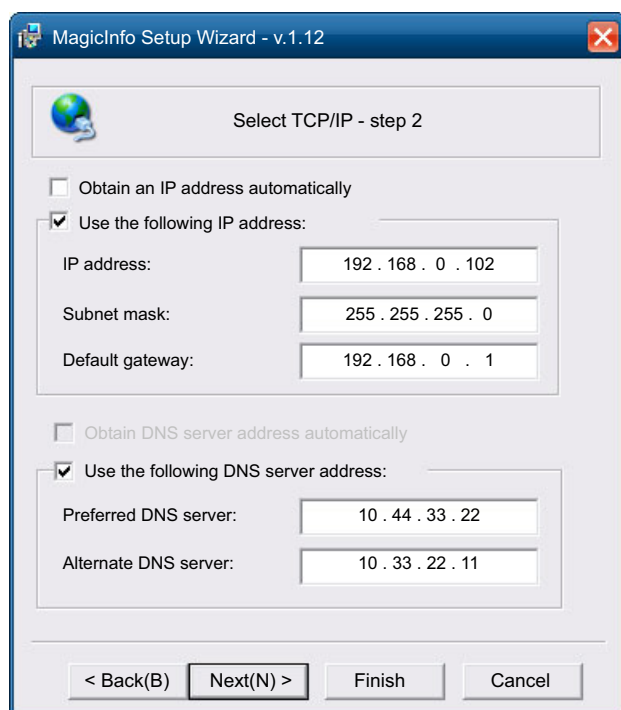 MagicInfo Setup Wizard - v.1.12
Select TCP/IP - step 2
Obtain an IP address automatically
Use the following IP address:
IP address: 192 . 168 . 0 . 102
Subnet mask: 255 . 255 . 255 . 0
Default gateway: 192 . 168 . 0 . 1
Obtain DNS server address automatically
Use the following DNS server address:
Preferred DNS server: 10 . 44 . 33 . 22
Alternate DNS server: 10 . 33 . 22 . 11
< Back(B) Next(N) > Finish Cancel